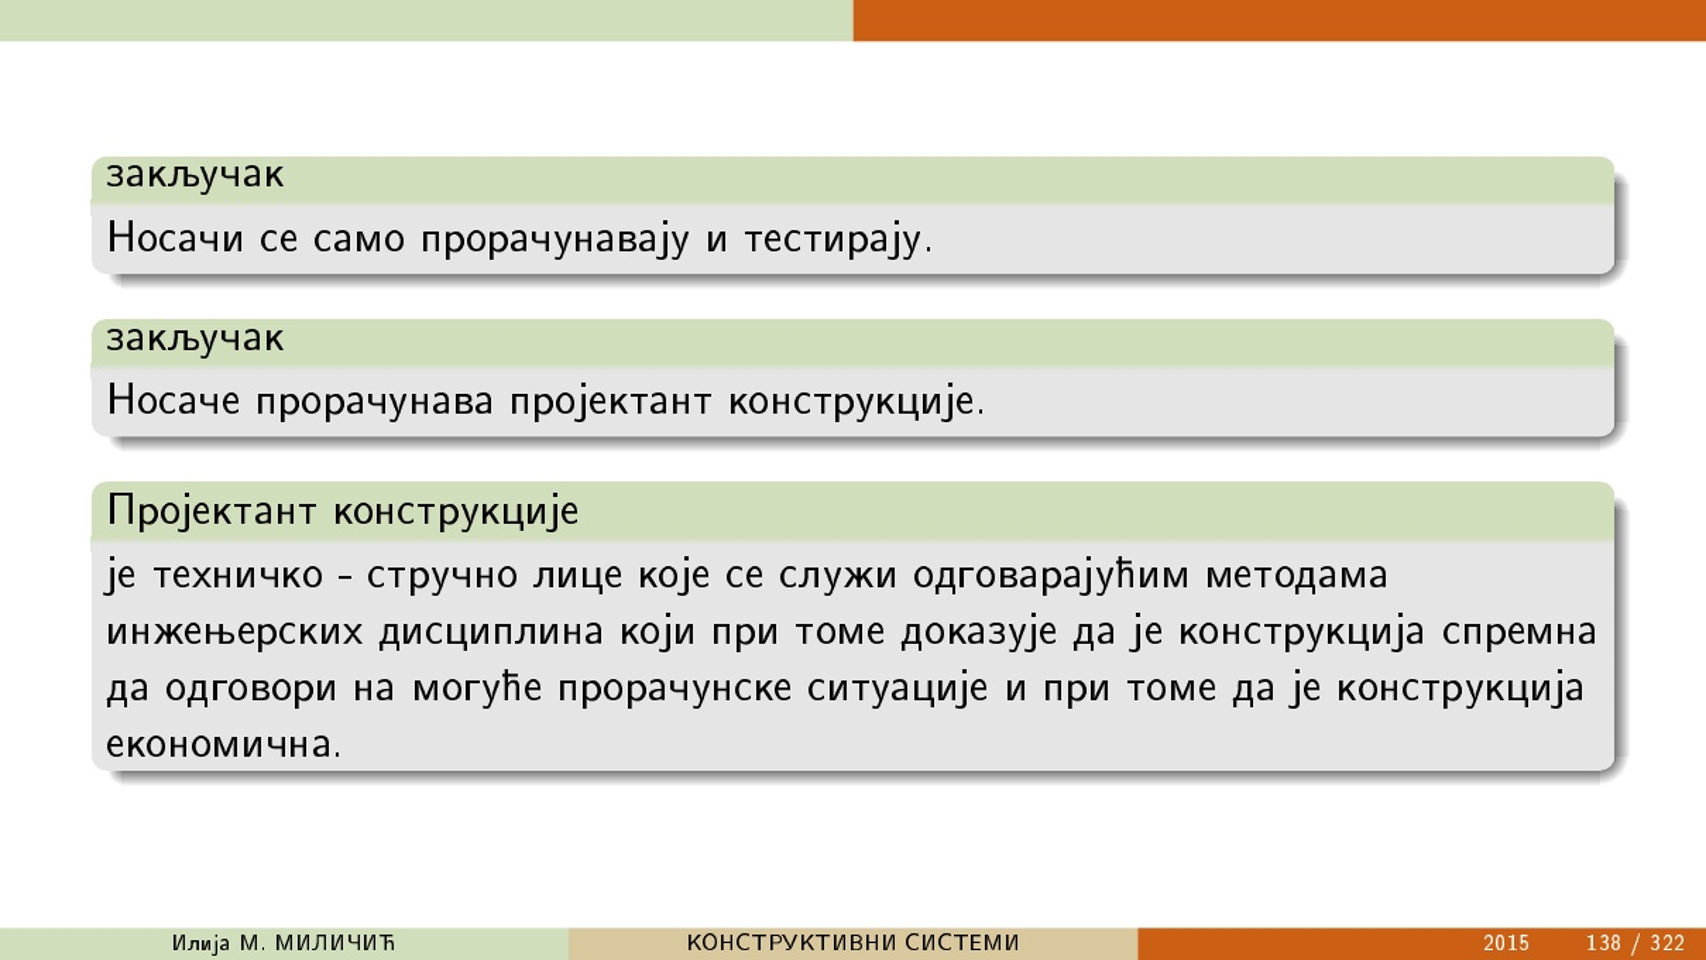 закључак
Носачи се само прорачунавају и тестирају.
закључак
Носаче прорачунава пројектант конструкције.
Пројектант конструкције
је техничко - стручно лице које се служи одговарајућим методама
инжењерских дисциплина који при томе доказује да је конструкција спремна
да одговори на могуће прорачунске ситуације и при томе да је конструкција
економична.
Илија М. МИЛИЧИЋ КОНСТРУКТИВНИ СИСТЕМИ 2015 138 / 322